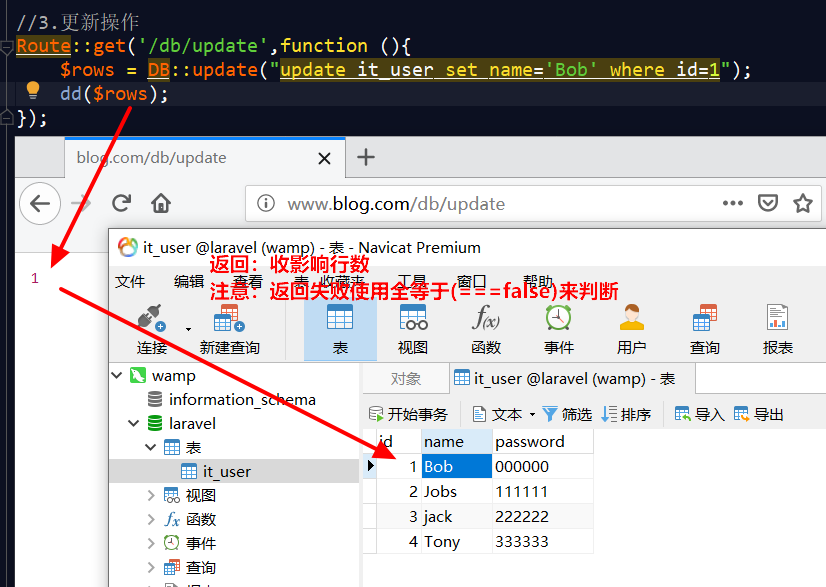 //3.更新操作
Route::get('/db/update',function (){
$rows = DB::update("update it_user set name='Bob' where id=1");
dd($rows);
});
blog.com/db/update
www.blog.com/db/update
it_user @laravel (wamp) - 表 - Navicat Premium
返回：收影响行数
文件 编辑 查看 表 收藏夹 工具 窗口 帮助
1
注意：返回失败使用全等于(===false)来判断
连接 新建查询 表 视图 函数 事件 用户 查询 报表
wamp
对象 it_user @laravel (wamp) - 表
information_schema
laravel
开始事务 文本 筛选 排序 导入 导出
表
id name password
it_user
1 Bob 000000
视图
2 Jobs 111111
函数
3 jack 222222
事件
4 Tony 333333
查询